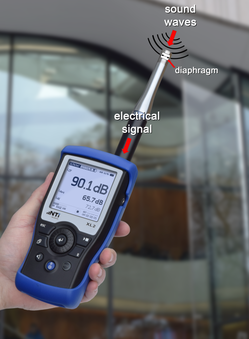 sound
waves
diaphragm
electrical
signal
90.1dB
65.7dB
NTi
XL2